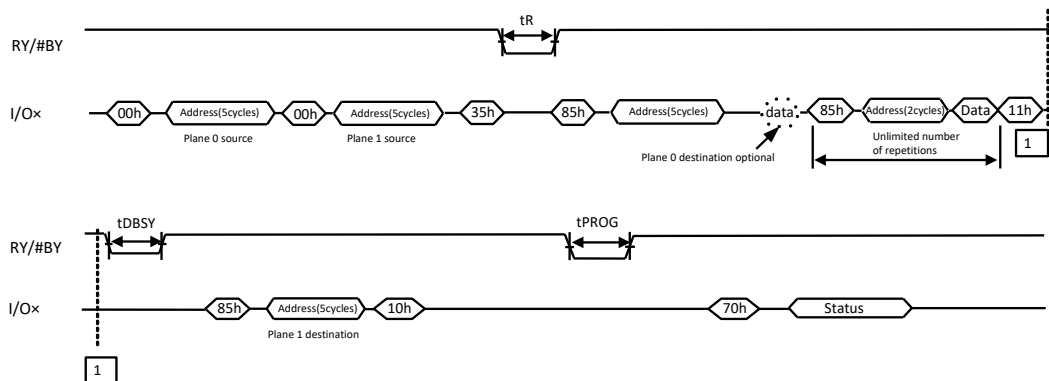 tR
RY/#BY
I/O×
00h Address(5cycles) 00h Address(5cycles) 35h 85h Address(5cycles) data 85h Address(2cycles) Data 11h
Plane 0 source Plane 1 source
Plane 0 destination optional
Unlimited number
of repetitions
1
tDBSY tPROG
RY/#BY
I/O×
85h Address(5cycles) 10h 70h Status
Plane 1 destination
1